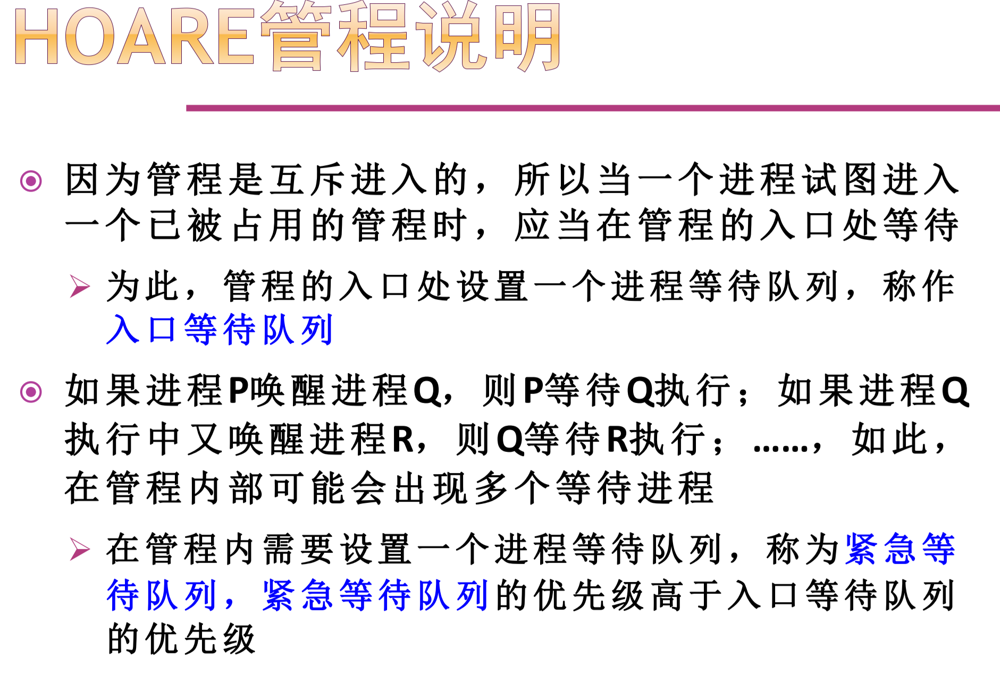 HOARE管程说明
因为管程是互斥进入的，所以当一个进程试图进入
一个已被占用的管程时，应当在管程的入口处等待
为此，管程的入口处设置一个进程等待队列，称作
入口等待队列
如果进程P唤醒进程Q，则P等待Q执行；如果进程Q
执行中又唤醒进程R，则Q等待R执行；……，如此，
在管程内部可能会出现多个等待进程
在管程内需要设置一个进程等待队列，称为紧急等
待队列，紧急等待队列的优先级高于入口等待队列
的优先级